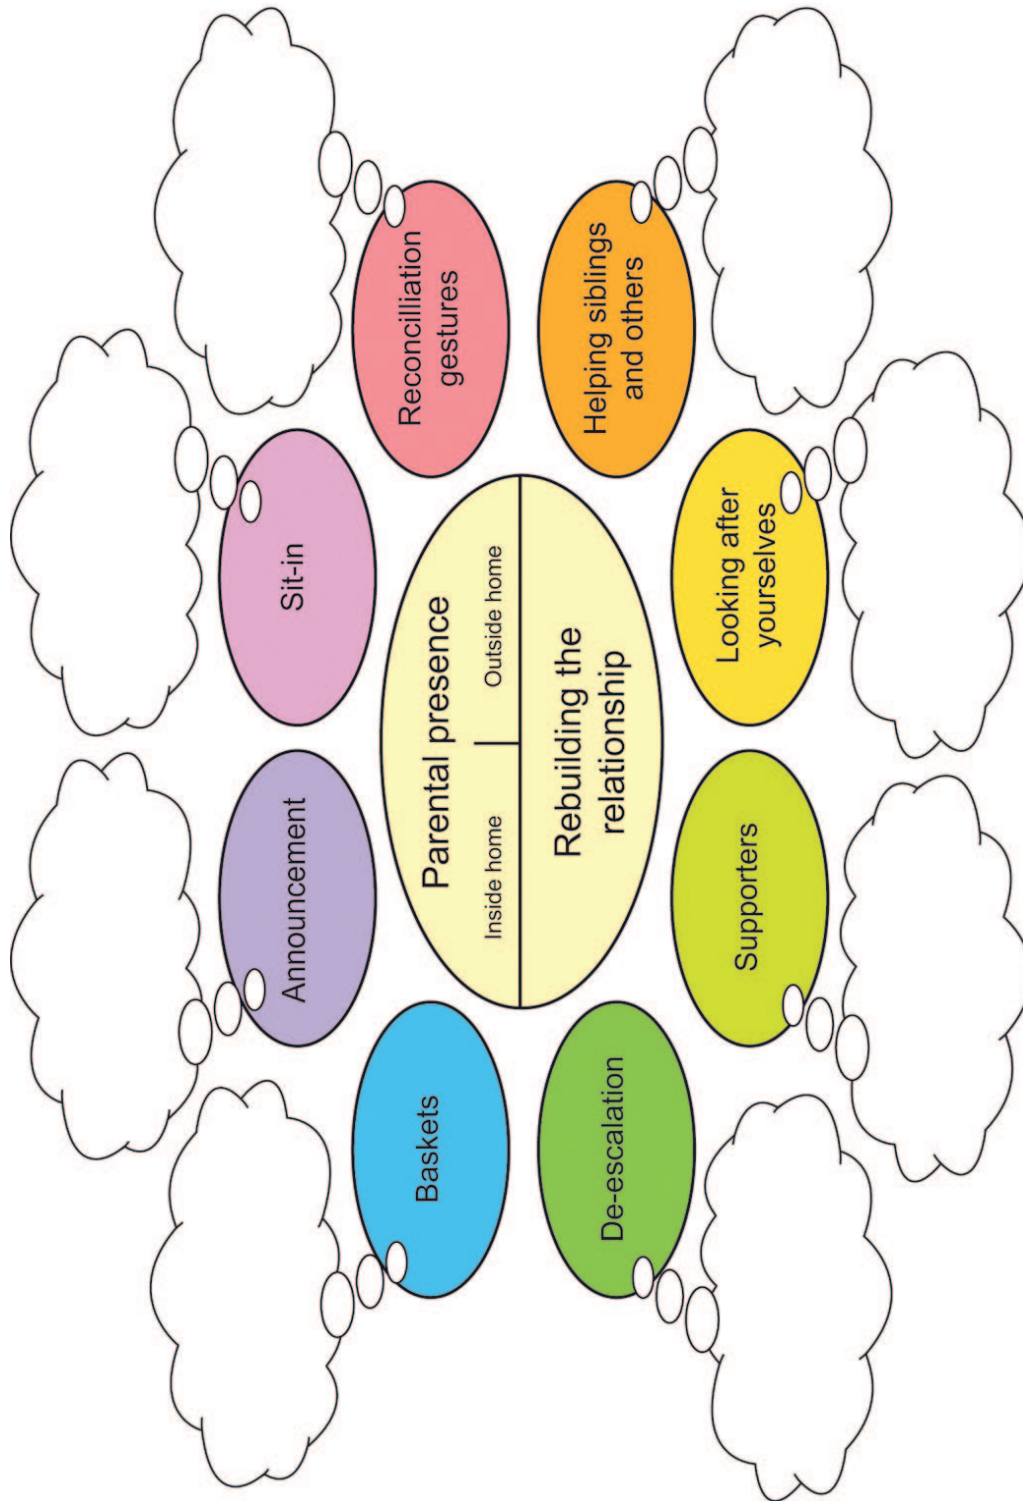 Announcement
Sit-in
Baskets
Reconcilliation
gestures
Parental presence
Inside home
Outside home
Rebuilding the
relationship
De-escalation
Helping siblings
and others
Supporters
Looking after
yourselves